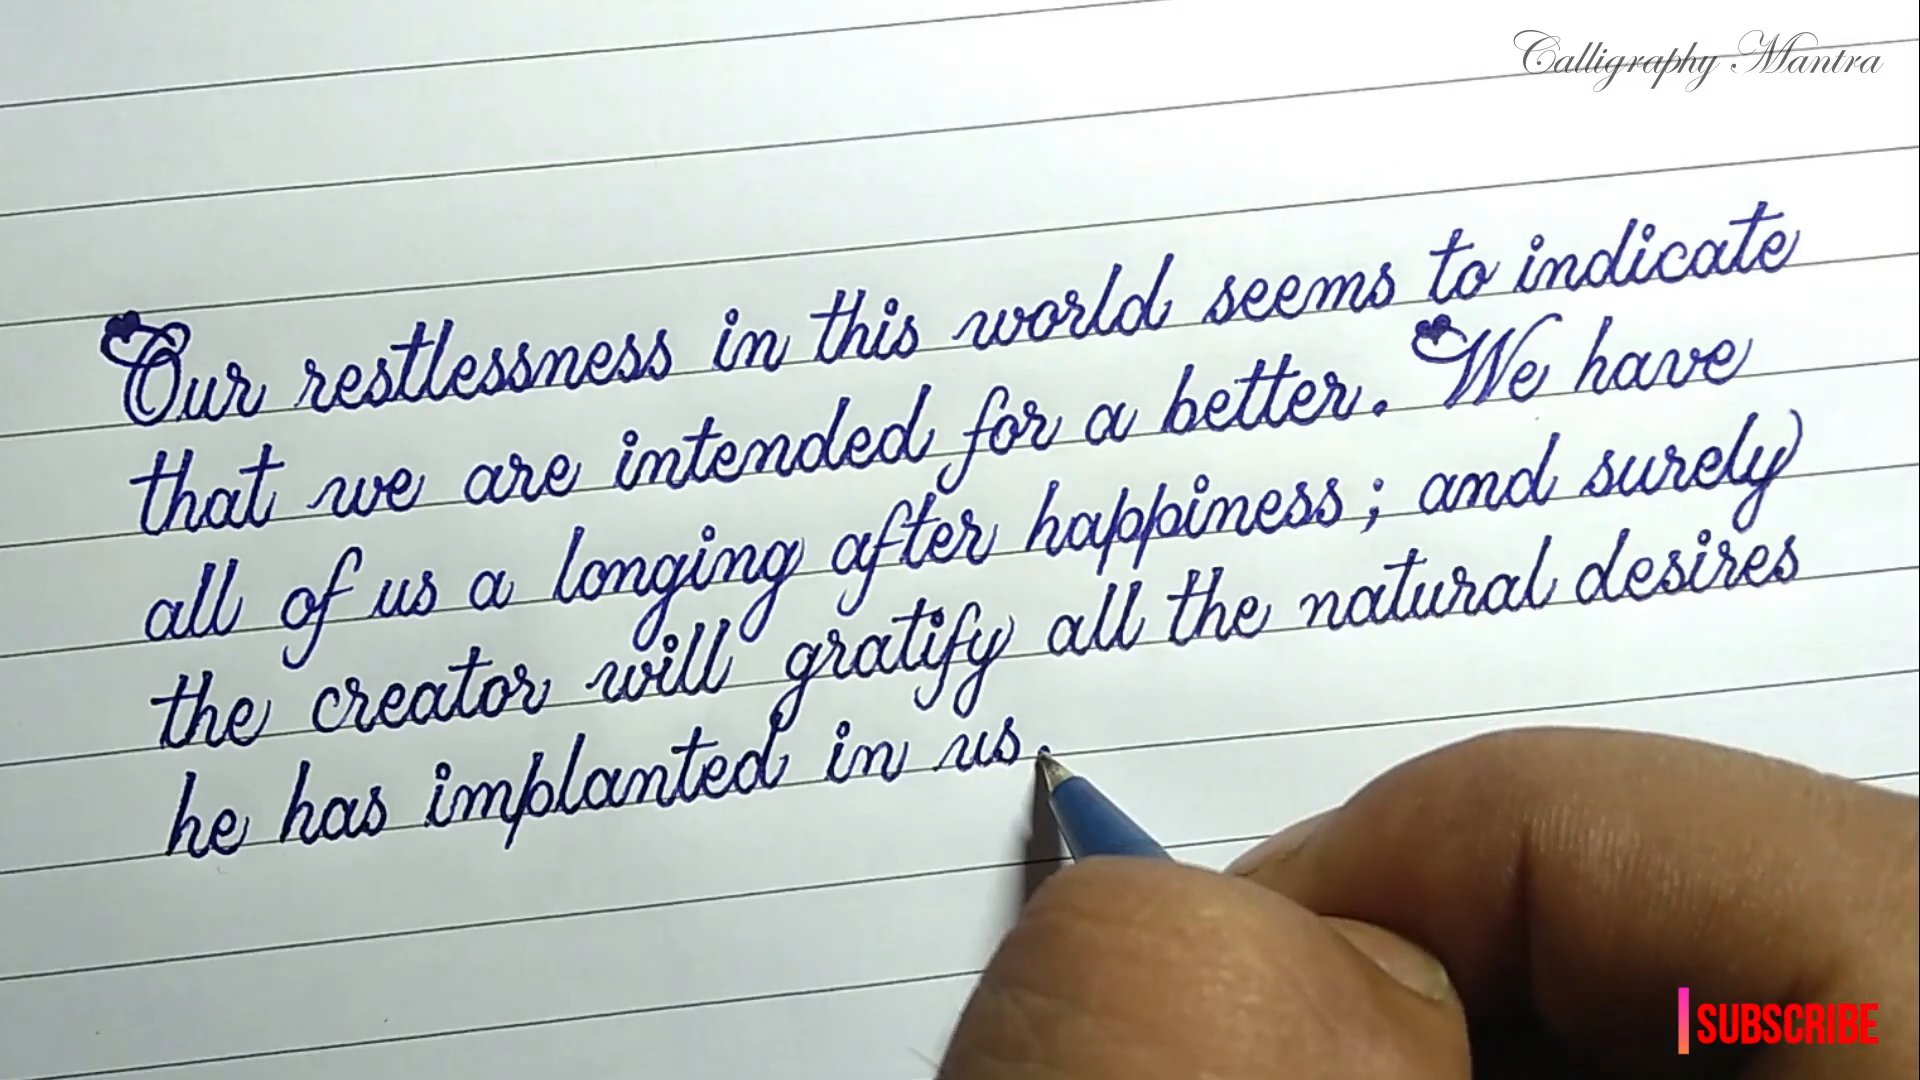 Calligraphy Mantra
Our restlessness in this world seems to indicate
that we are intended for a better. We have
all of us a longing after happiness; and surely
the creator will gratify all the natural desires
he has implanted in us.
SUBSCRIBE